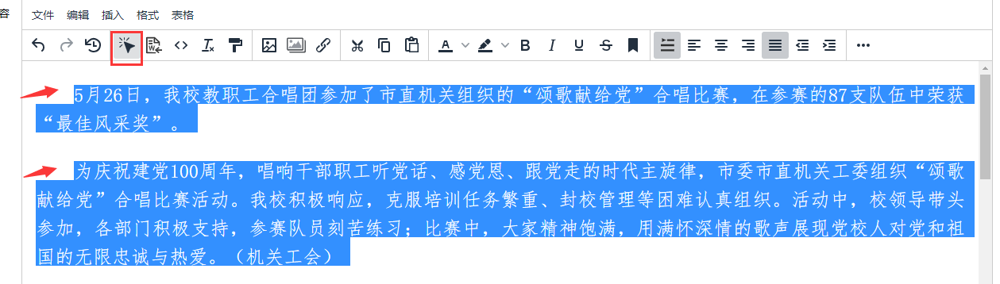 容
文件 编辑 插入 格式 表格
5月26日，我校教职工合唱团参加了市直机关组织的“颂歌献给党”合唱比赛，在参赛的87支队伍中荣获
“最佳风采奖”。
为庆祝建党100周年，唱响干部职工听党话、感党恩、跟党走的时代主旋律，市委市直机关工委组织“颂歌
献给党”合唱比赛活动。我校积极响应，克服培训任务繁重、封校管理等困难认真组织。活动中，校领导带头
参加，各部门积极支持，参赛队员刻苦练习；比赛中，大家精神饱满，用满怀深情的歌声展现党校人对党和祖
国的无限忠诚与热爱。（机关工会）